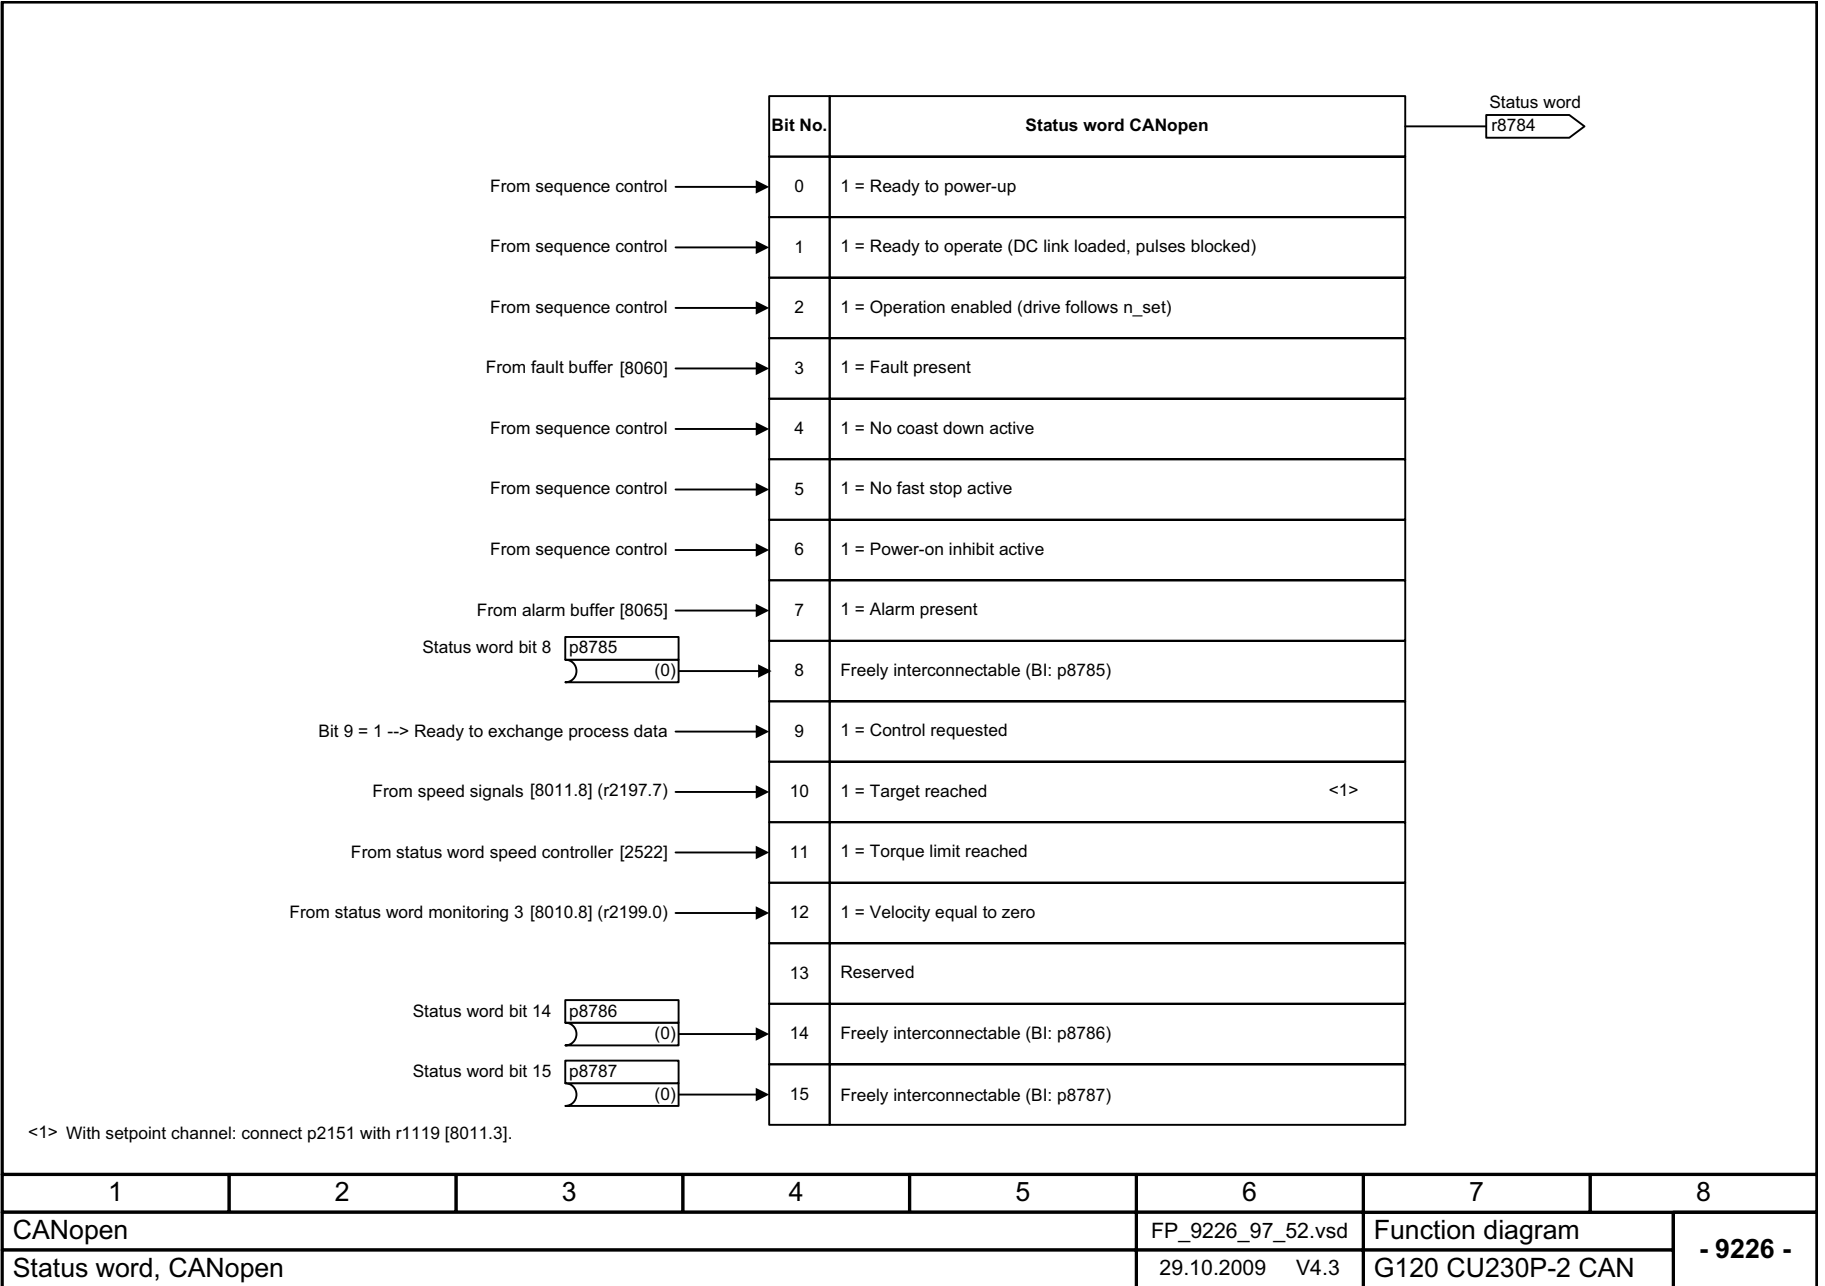 Status word
Bit No. Status word CANopen r8784
From sequence control 0 1 = Ready to power-up
From sequence control 1 1 = Ready to operate (DC link loaded, pulses blocked)
From sequence control 2 1 = Operation enabled (drive follows n_set)
From fault buffer [8060] 3 1 = Fault present
From sequence control 4 1 = No coast down active
From sequence control 5 1 = No fast stop active
From sequence control 6 1 = Power-on inhibit active
From alarm buffer [8065] 7 1 = Alarm present
Status word bit 8 p8785
(0) 8 Freely interconnectable (BI: p8785)
Bit 9 = 1 --> Ready to exchange process data 9 1 = Control requested
From speed signals [8011.8] (r2197.7) 10 1 = Target reached <1>
From status word speed controller [2522] 11 1 = Torque limit reached
From status word monitoring 3 [8010.8] (r2199.0) 12 1 = Velocity equal to zero
13 Reserved
Status word bit 14 p8786
(0) 14 Freely interconnectable (BI: p8786)
Status word bit 15 p8787
(0) 15 Freely interconnectable (BI: p8787)
<1> With setpoint channel: connect p2151 with r1119 [8011.3].
1 2 3 4 5 6 7 8
CANopen FP_9226_97_52.vsd Function diagram
- 9226 -
Status word, CANopen 29.10.2009 V4.3 G120 CU230P-2 CAN